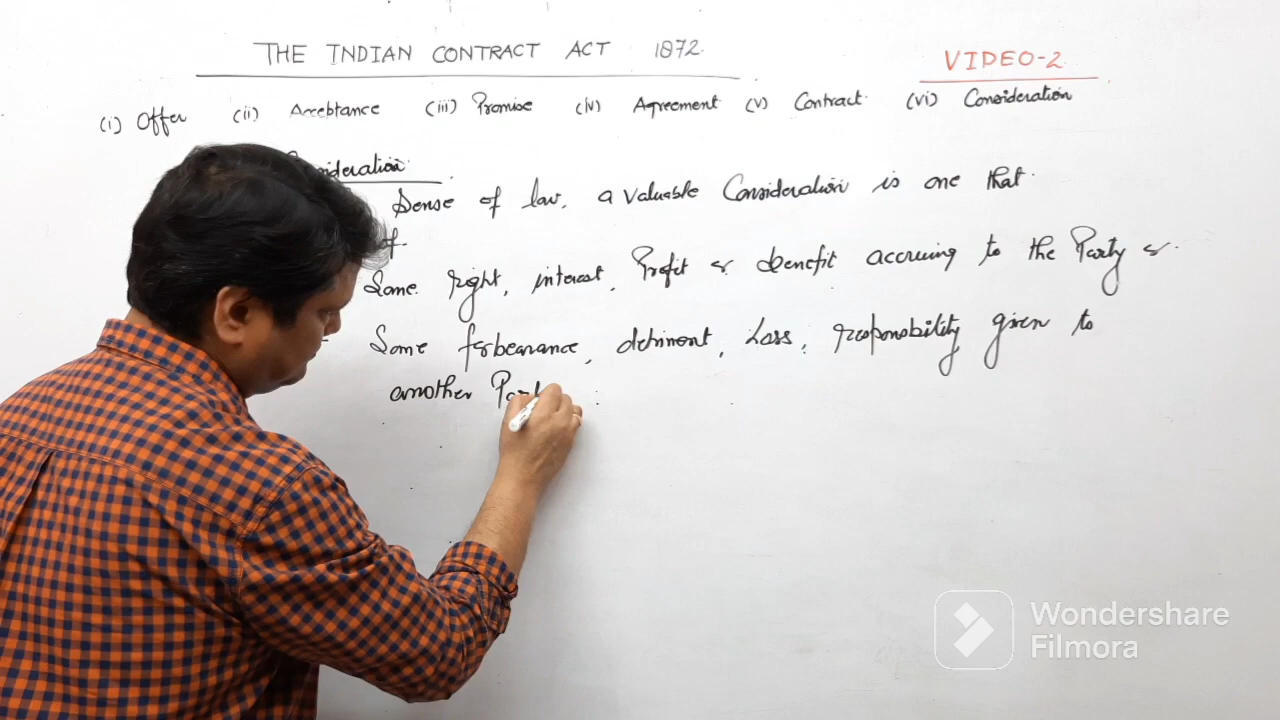 THE INDIAN CONTRACT ACT 1872.
VIDEO-2
(i) Offer (ii) Acceptance (iii) Promise (iv) Agreement (v) Contract (vi) Consideration
Sense of law, a valuable Consideration is one that
Some right, interest, Profit or benefit accruing to the Party or
Some forbearance, detriment, Loss, responsibility given to
another
Wondershare
Filmora